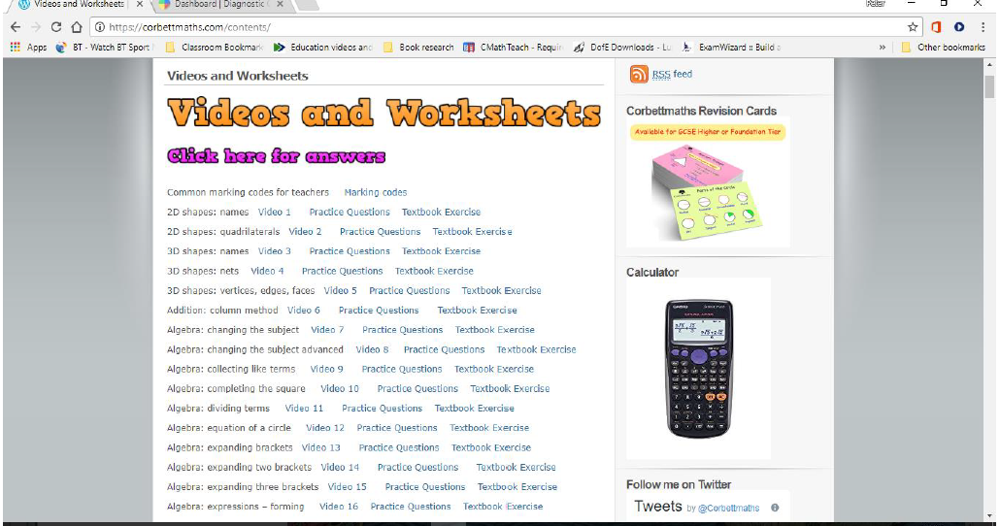 Videos and Worksheets
Dashboard | Diagnostic
Peter
https://corbettmaths.com/contents/
Apps BT - Watch BT Sport Classroom Bookmark Education videos and Book research CMathTeach - Requir DofE Downloads - Lo ExamWizard :: Build a » Other bookmarks
Videos and Worksheets
Videos and Worksheets
Click here for answers
Common marking codes for teachers Marking codes
2D shapes: names Video 1 Practice Questions Textbook Exercise
2D shapes: quadrilaterals Video 2 Practice Questions Textbook Exercise
3D shapes: names Video 3 Practice Questions Textbook Exercise
3D shapes: nets Video 4 Practice Questions Textbook Exercise
3D shapes: vertices, edges, faces Video 5 Practice Questions Textbook Exercise
Addition: column method Video 6 Practice Questions Textbook Exercise
Algebra: changing the subject Video 7 Practice Questions Textbook Exercise
Algebra: changing the subject advanced Video 8 Practice Questions Textbook Exercise
Algebra: collecting like terms Video 9 Practice Questions Textbook Exercise
Algebra: completing the square Video 10 Practice Questions Textbook Exercise
Algebra: dividing terms Video 11 Practice Questions Textbook Exercise
Algebra: equation of a circle Video 12 Practice Questions Textbook Exercise
Algebra: expanding brackets Video 13 Practice Questions Textbook Exercise
Algebra: expanding two brackets Video 14 Practice Questions Textbook Exercise
Algebra: expanding three brackets Video 15 Practice Questions Textbook Exercise
Algebra: expressions – forming Video 16 Practice Questions Textbook Exercise
RSS feed
Corbettmaths Revision Cards
Available for GCSE Higher or Foundation Tier
Parts of the Circle
Calculator
CASIO
Follow me on Twitter
Tweets by @Corbettmaths